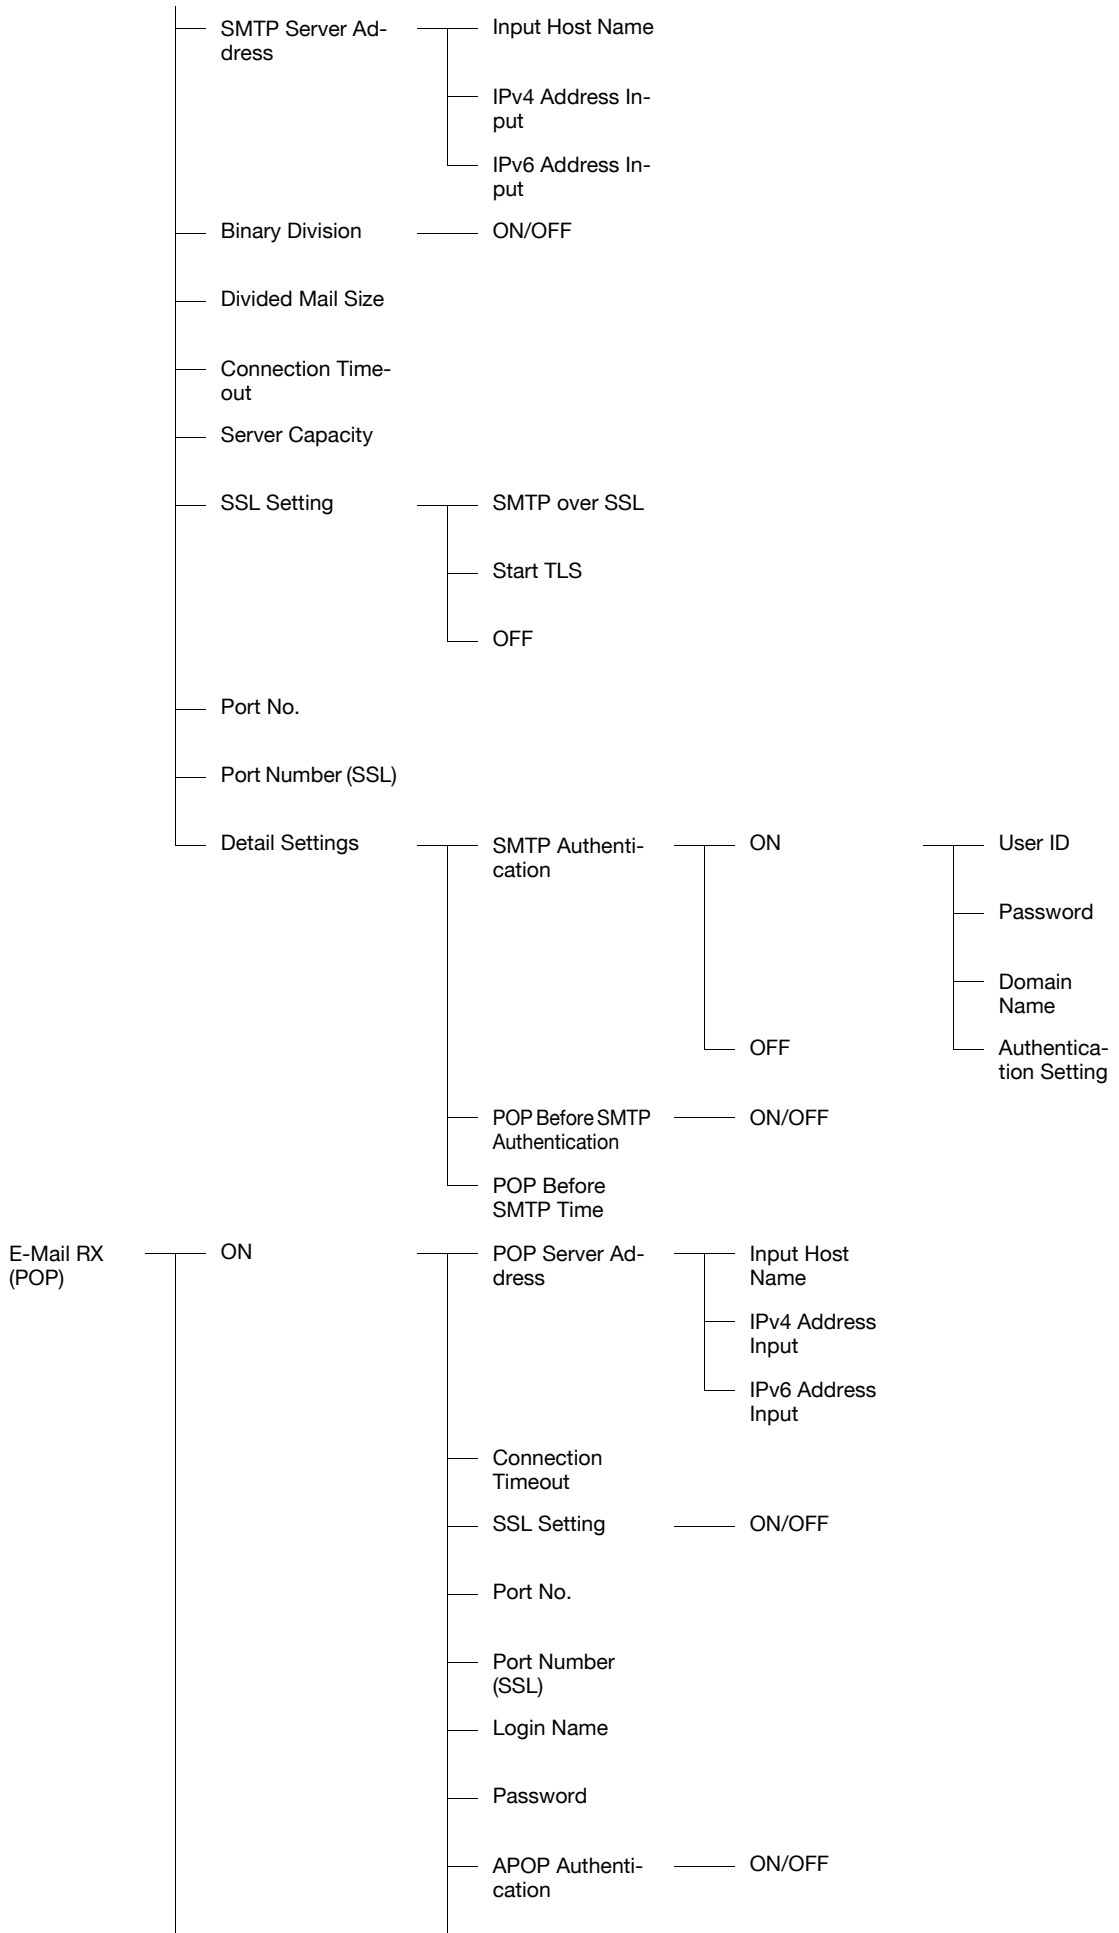 SMTP Server Ad-
dress
Input Host Name
IPv4 Address In-
put
IPv6 Address In-
put
Binary Division
ON/OFF
Divided Mail Size
Connection Time-
out
Server Capacity
SSL Setting
SMTP over SSL
Start TLS
OFF
Port No.
Port Number (SSL)
Detail Settings
SMTP Authenti-
cation
ON
User ID
Password
Domain
Name
OFF
Authentica-
tion Setting
POP Before SMTP
Authentication
ON/OFF
POP Before
SMTP Time
E-Mail RX
(POP)
ON
POP Server Ad-
dress
Input Host
Name
IPv4 Address
Input
IPv6 Address
Input
Connection
Timeout
SSL Setting
ON/OFF
Port No.
Port Number
(SSL)
Login Name
Password
APOP Authenti-
cation
ON/OFF